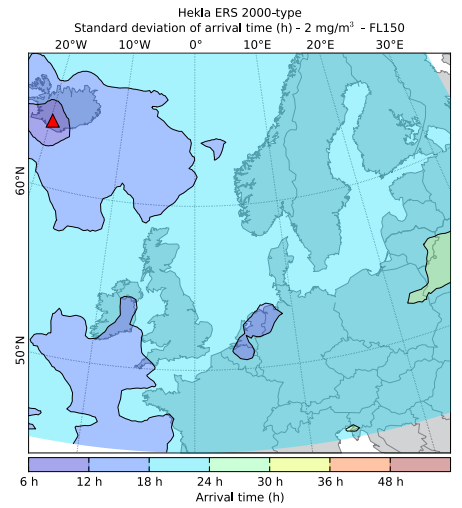 Hekla ERS 2000-type
Standard deviation of arrival time (h) - 2 mg/m³ - FL150
20°W 10°W 0° 10°E 20°E 30°E
60°N
50°N
6 h 12 h 18 h 24 h 30 h 36 h 48 h
Arrival time (h)